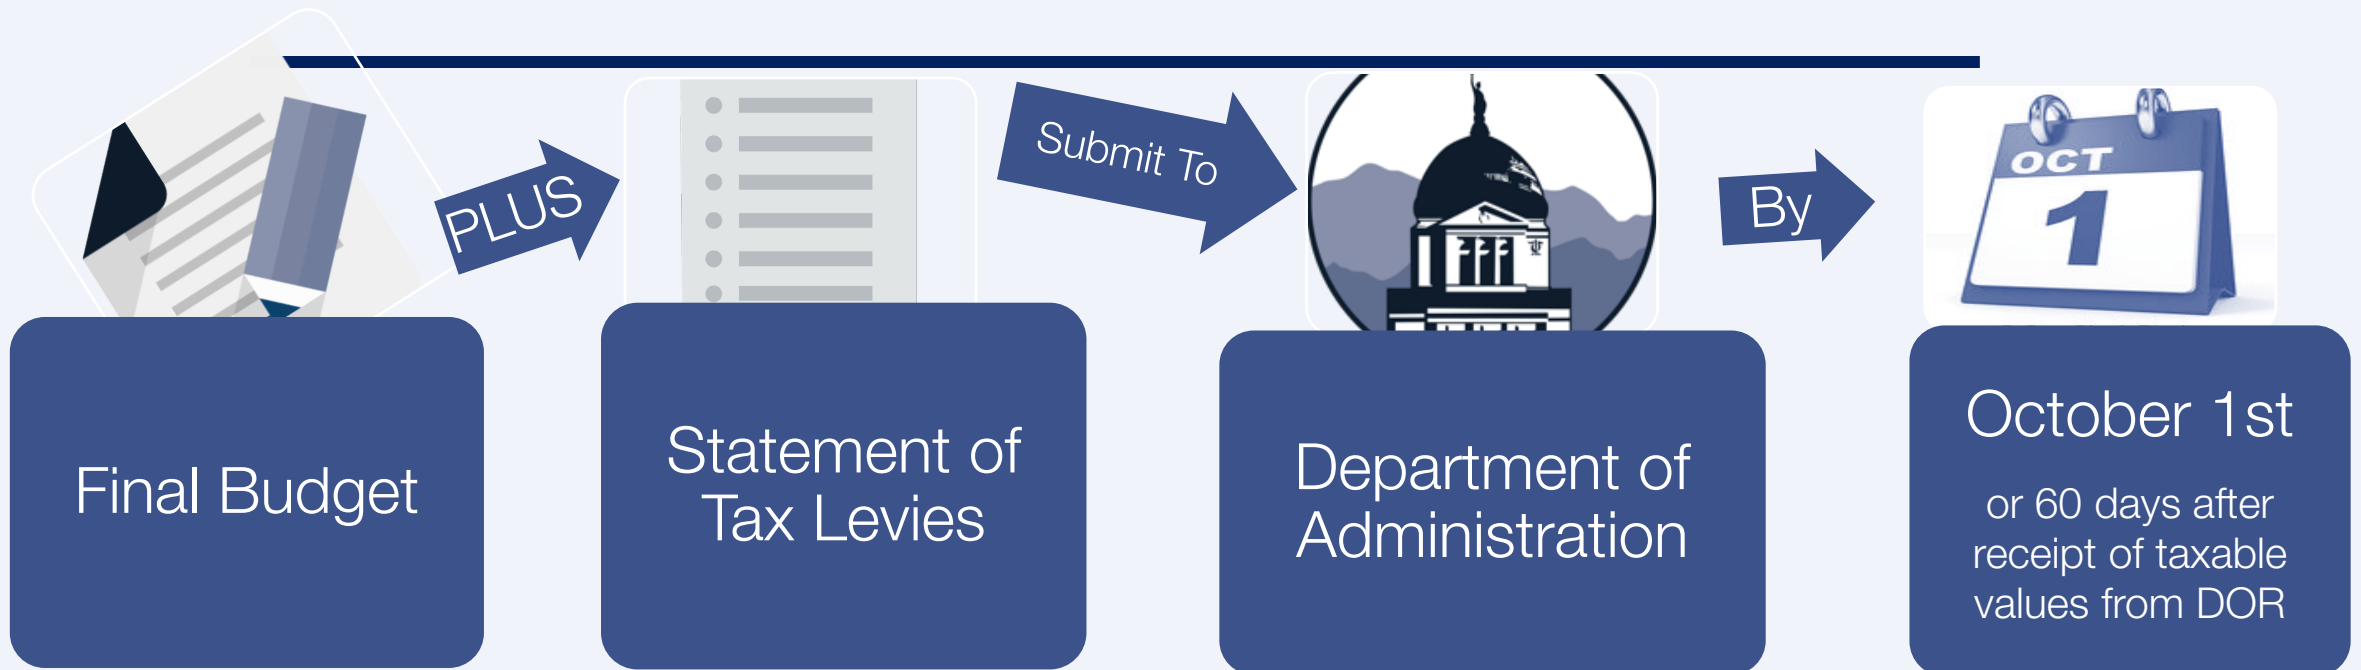 PLUS
Submit To
By
OCT
1
Final Budget
Statement of
Tax Levies
Department of
Administration
October 1st
or 60 days after
receipt of taxable
values from DOR